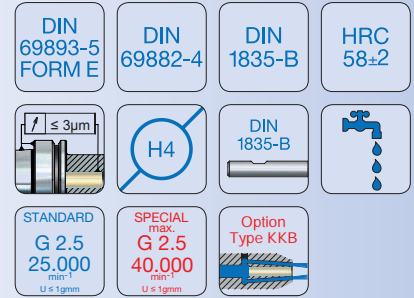 DIN
69893-5
FORM E
DIN
69882-4
DIN
1835-B
HRC
58±2
≤ 3µm
H4
DIN
1835-B
STANDARD
G 2.5
25.000
min-1
U ≤ 1gmm
SPECIAL
max.
G 2.5
40.000
min-1
U ≤ 1gmm
Option
Type KKB